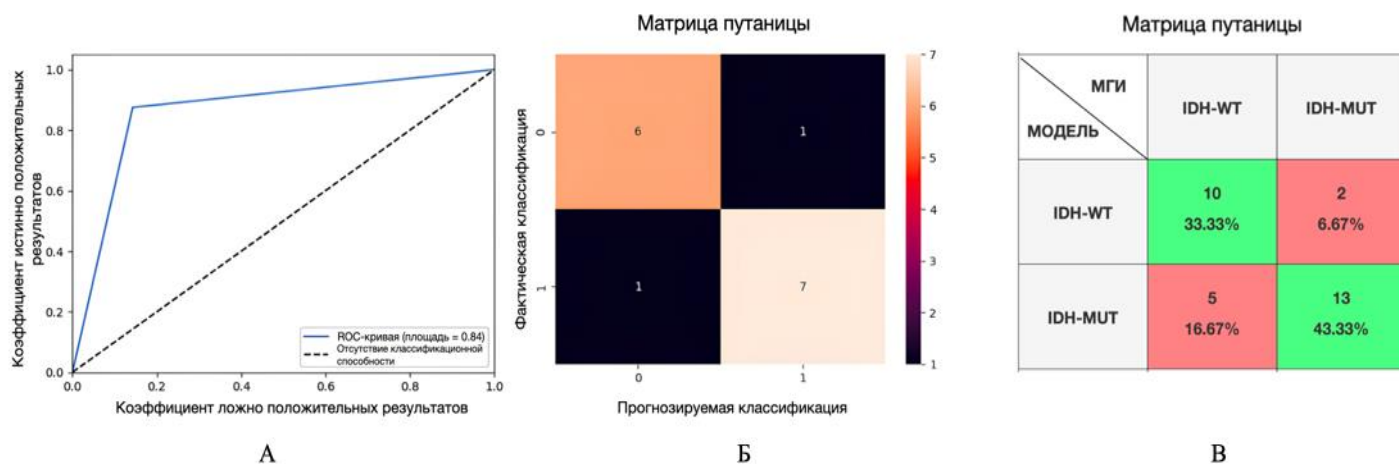 Коэффициент истинно положительных
результатов
1.0
0.8
0.6
0.4
0.2
0.0
0.0
0.2
0.4
0.6
0.8
1.0
ROC-кривая (площадь = 0.84)
Отсутствие классификационной
способности
Коэффициент ложно положительных результатов
А
Матрица путаницы
Фактическая классификация
0
1
6
1
1
7
0
1
Прогнозируемая классификация
7
6
5
4
3
2
1
Б
Матрица путаницы
МГИ
МОДЕЛЬ
IDH-WT
IDH-MUT
IDH-WT
10
33.33%
2
6.67%
IDH-MUT
5
16.67%
13
43.33%
В